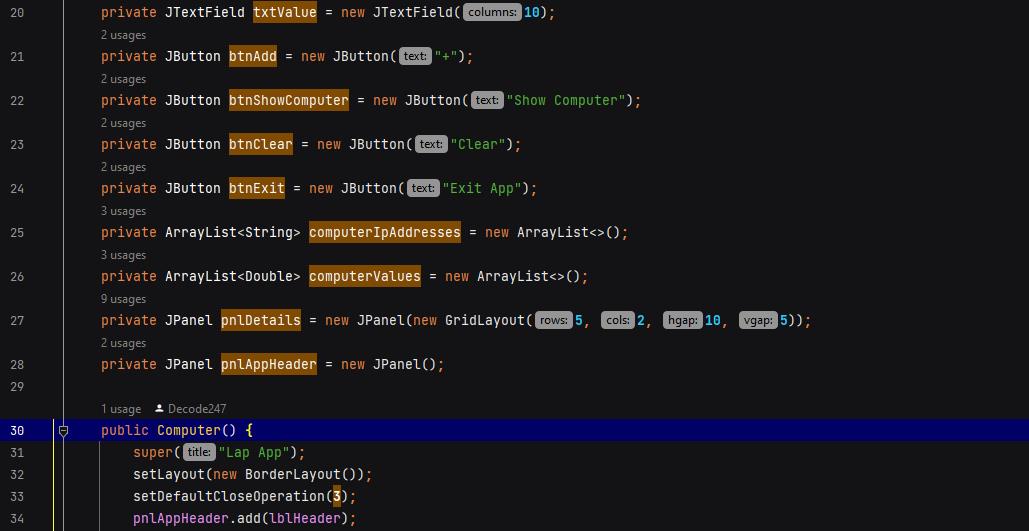 20 private JTextField txtValue = new JTextField( columns: 10);
2 usages
21 private JButton btnAdd = new JButton( text: "+");
2 usages
22 private JButton btnShowComputer = new JButton( text: "Show Computer");
2 usages
23 private JButton btnClear = new JButton( text: "Clear");
2 usages
24 private JButton btnExit = new JButton( text: "Exit App");
3 usages
25 private ArrayList<String> computerIpAddresses = new ArrayList<>();
3 usages
26 private ArrayList<Double> computerValues = new ArrayList<>();
9 usages
27 private JPanel pnlDetails = new JPanel(new GridLayout( rows: 5, cols: 2, hgap: 10, vgap: 5));
2 usages
28 private JPanel pnlAppHeader = new JPanel();
29
1 usage Decode247
30 public Computer() {
31 super( title: "Lap App");
32 setLayout(new BorderLayout());
33 setDefaultCloseOperation(3);
34 pnlAppHeader.add(lblHeader);